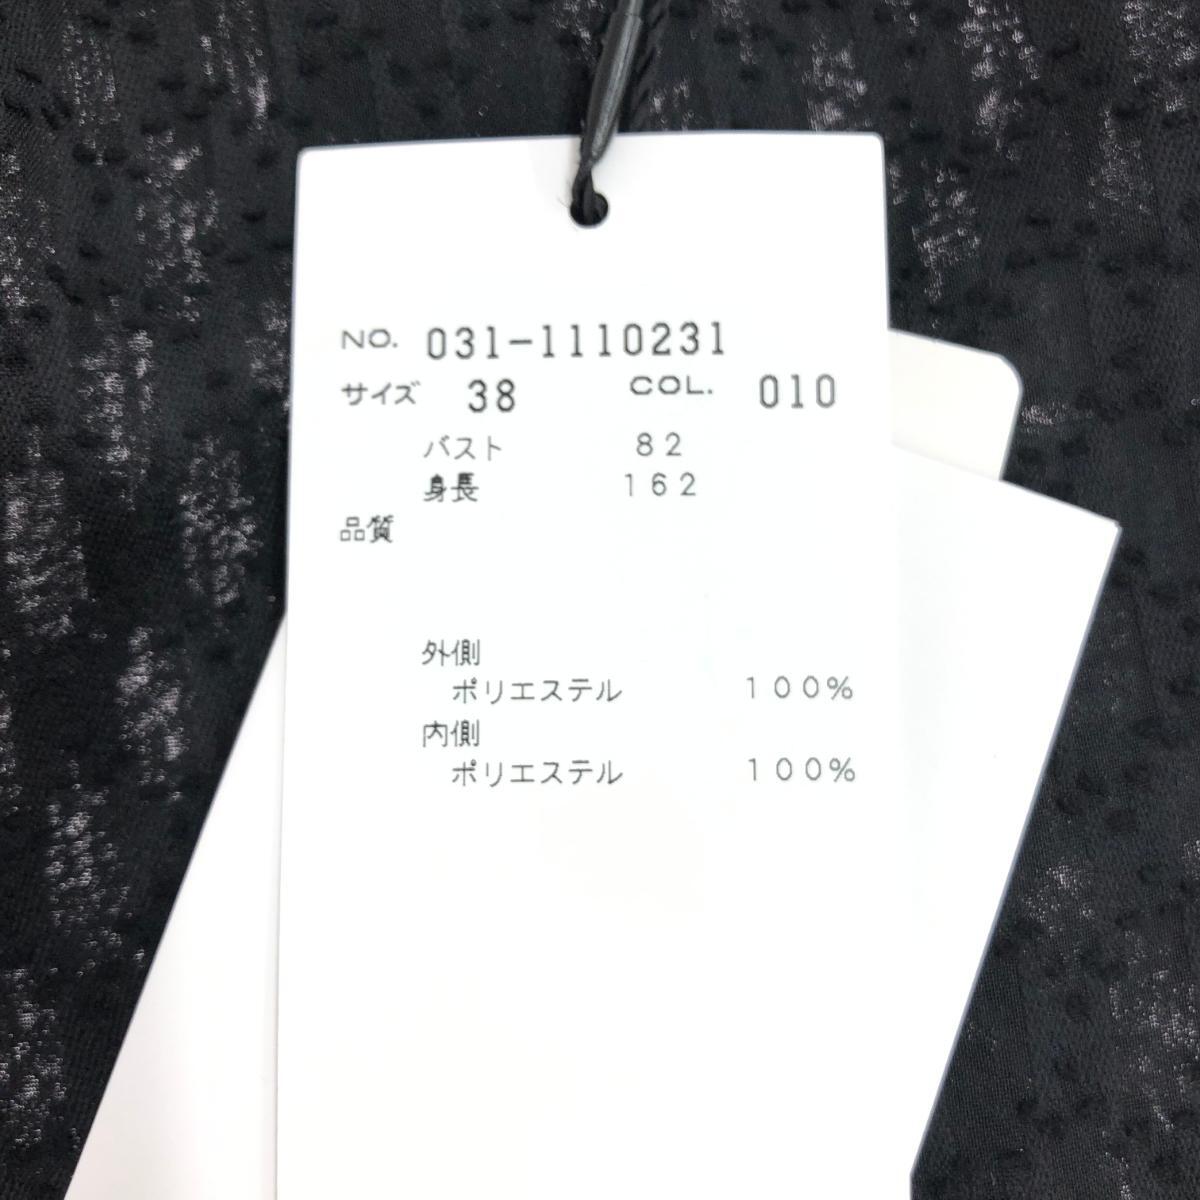 NO. 031-1110231
サイズ 38 COL. 010
バスト 82
身長 162
品質
外側
ポリエステル 100%
内側
ポリエステル 100%